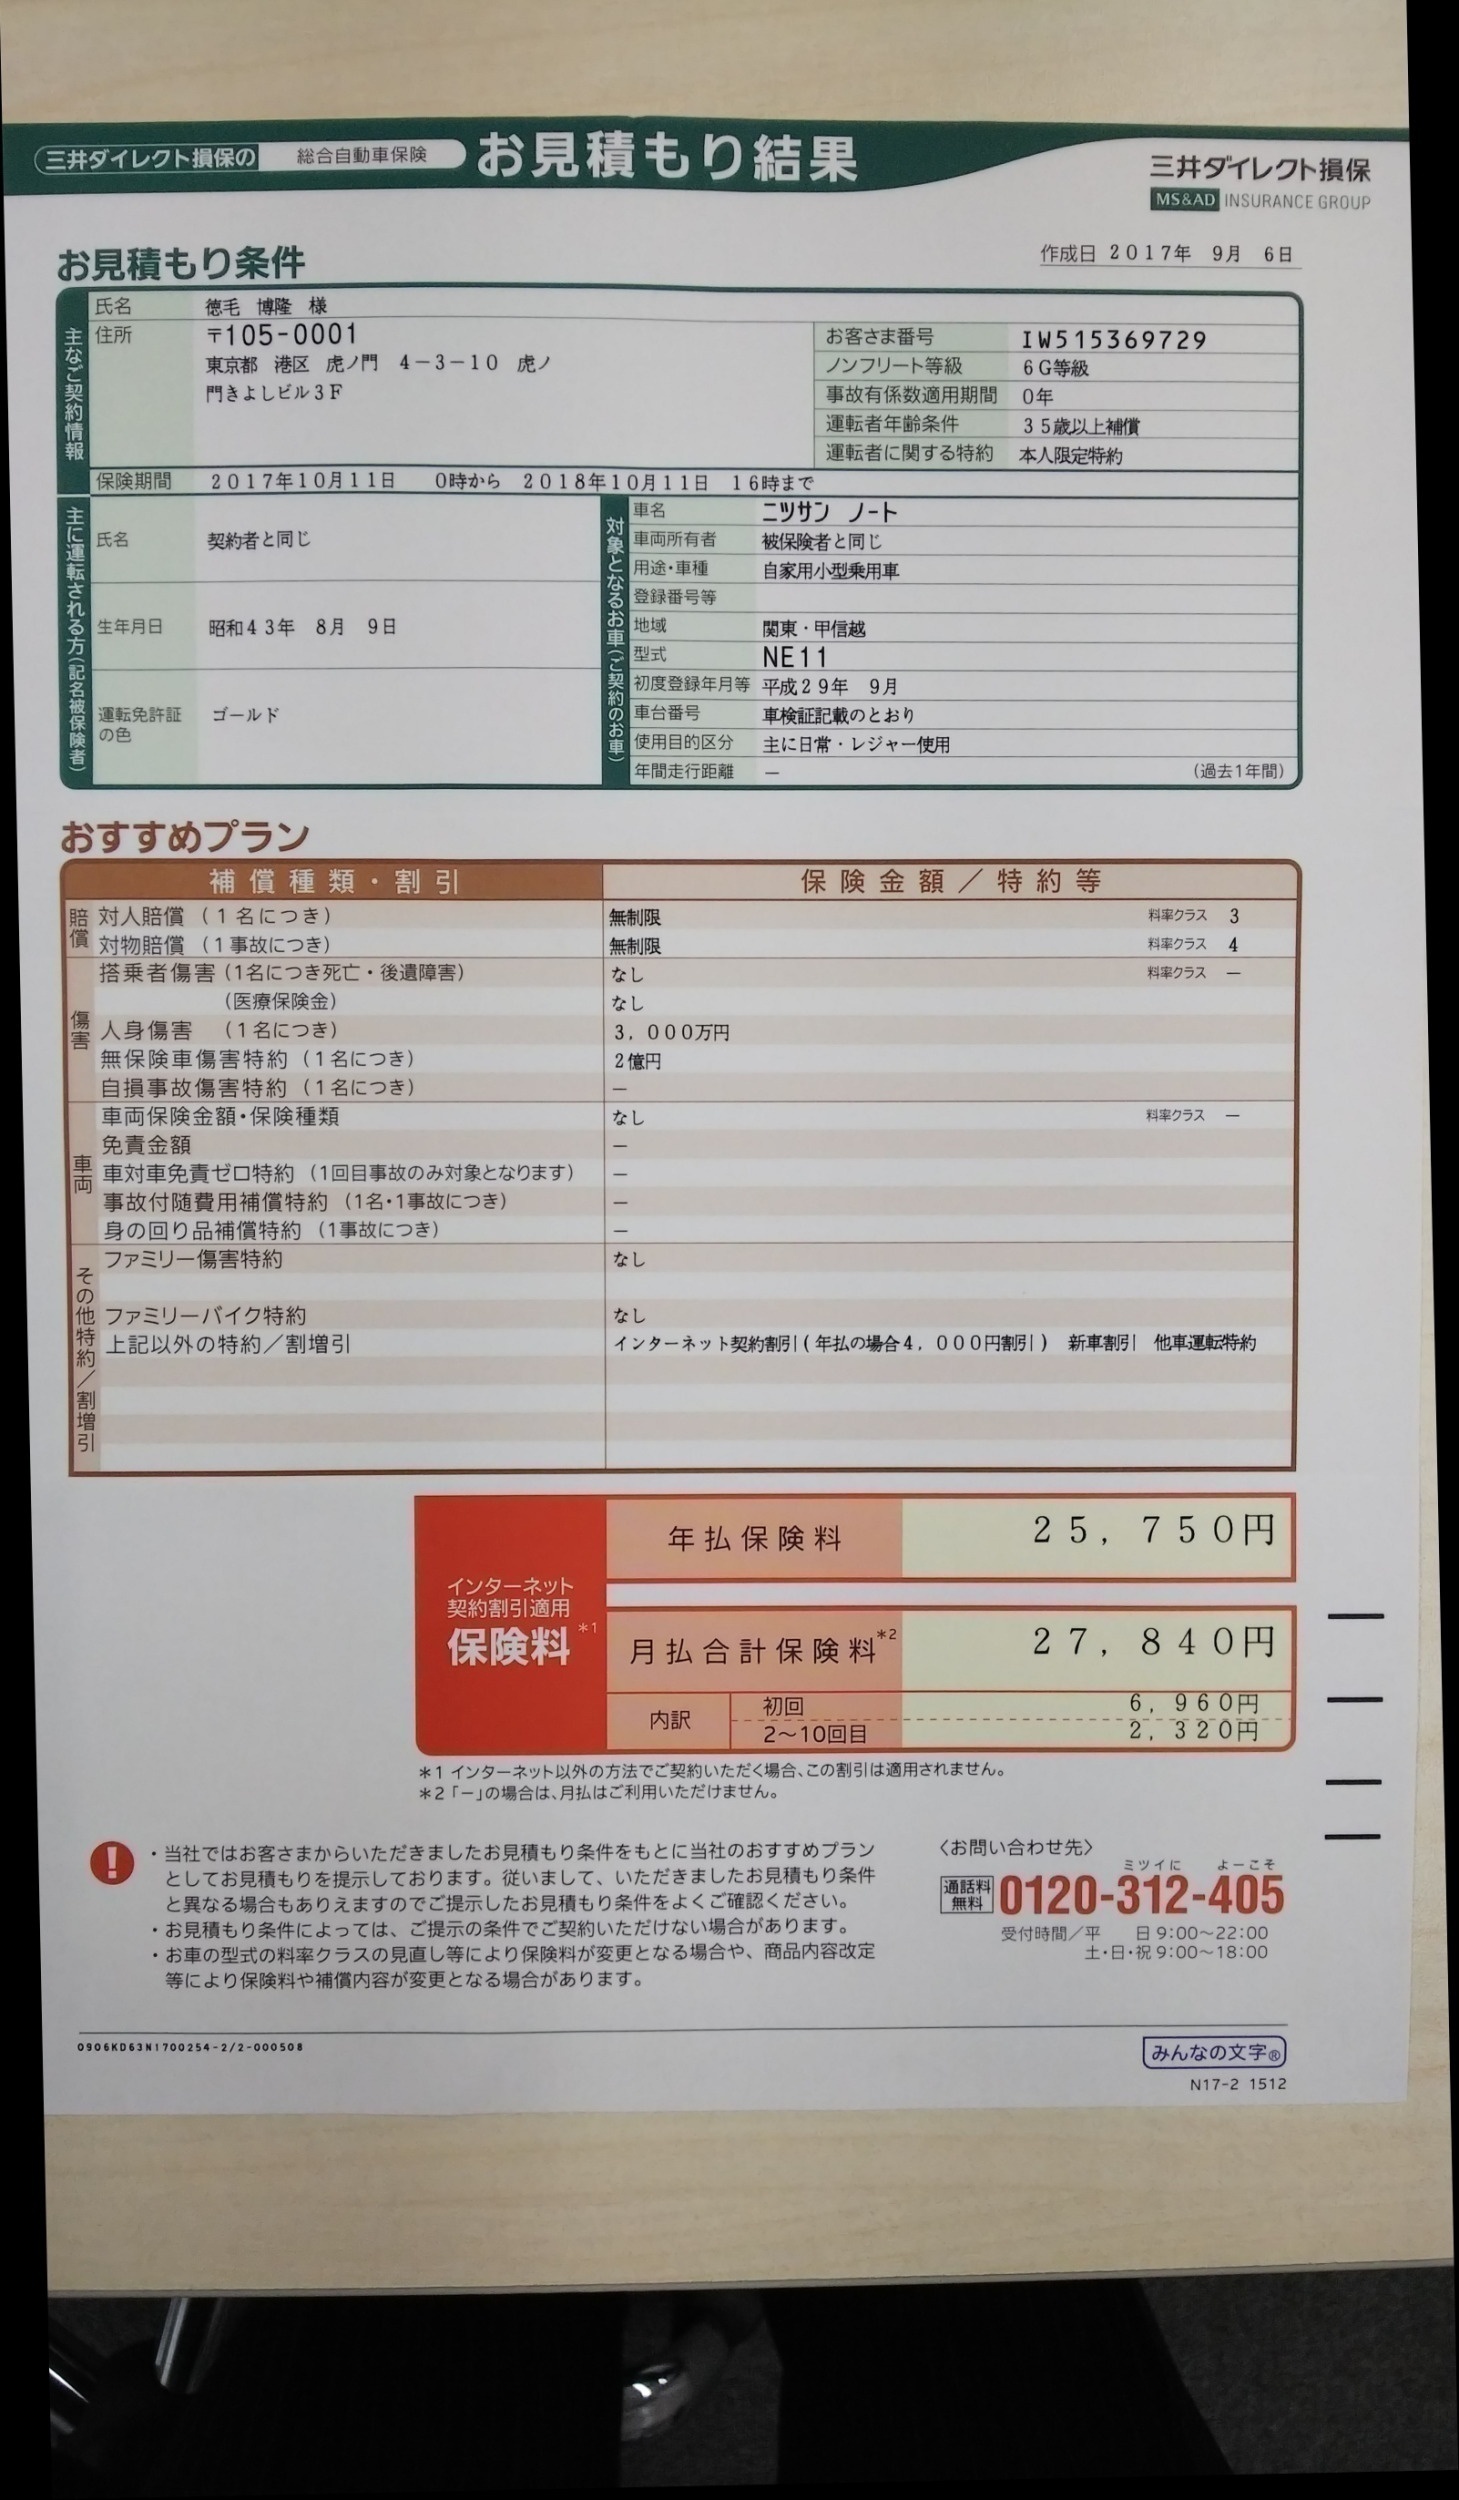 三井ダイレクト損保の 総合自動車保険 お見積もり結果
三井ダイレクト損保
MS&AD INSURANCE GROUP
作成日 2017年 9月 6日
お見積もり条件
主なご契約情報
氏名 徳毛 博隆 様
住所 〒105-0001
東京都 港区 虎ノ門 4-3-10 虎ノ
門きよしビル3F
お客さま番号 IW515369729
ノンフリート等級 6G等級
事故有係数適用期間 0年
運転者年齢条件 35歳以上補償
運転者に関する特約 本人限定特約
保険期間 2017年10月11日 0時から 2018年10月11日 16時まで
主に運転される方(記名被保険者)
氏名 契約者と同じ
生年月日 昭和43年 8月 9日
運転免許証の色 ゴールド
対象となるお車(ご契約のお車)
車名 ニツサン ノート
車両所有者 被保険者と同じ
用途・車種 自家用小型乗用車
登録番号等
地域 関東・甲信越
型式 NE11
初度登録年月等 平成29年 9月
車台番号 車検証記載のとおり
使用目的区分 主に日常・レジャー使用
年間走行距離 － (過去1年間)
おすすめプラン
補償種類・割引 保険金額／特約等
賠償
対人賠償 (1名につき) 無制限 料率クラス 3
対物賠償 (1事故につき) 無制限 料率クラス 4
傷害
搭乗者傷害 (1名につき死亡・後遺障害) なし 料率クラス －
(医療保険金) なし
人身傷害 (1名につき) 3,000万円
無保険車傷害特約 (1名につき) 2億円
自損事故傷害特約 (1名につき) －
車両
車両保険金額・保険種類 なし 料率クラス －
免責金額 －
車対車免責ゼロ特約 (1回目事故のみ対象となります) －
事故付随費用補償特約 (1名・1事故につき) －
身の回り品補償特約 (1事故につき) －
その他特約／割増引
ファミリー傷害特約 なし
ファミリーバイク特約 なし
上記以外の特約／割増引 インターネット契約割引(年払の場合4,000円割引) 新車割引 他車運転特約
インターネット
契約割引適用
保険料 *1
年払保険料 25,750円
月払合計保険料*2 27,840円
内訳
初回 6,960円
2～10回目 2,320円
*1 インターネット以外の方法でご契約いただく場合、この割引は適用されません。
*2 「－」の場合は、月払はご利用いただけません。
・当社ではお客さまからいただきましたお見積もり条件をもとに当社のおすすめプラン
としてお見積もりを提示しております。従いまして、いただきましたお見積もり条件
と異なる場合もありえますのでご提示したお見積もり条件をよくご確認ください。
・お見積もり条件によっては、ご提示の条件でご契約いただけない場合があります。
・お車の型式の料率クラスの見直し等により保険料が変更となる場合や、商品内容改定
等により保険料や補償内容が変更となる場合があります。
〈お問い合わせ先〉
ミツイに よーこそ
通話料無料 0120-312-405
受付時間／平 日 9:00～22:00
土・日・祝 9:00～18:00
0906KD63N1700254-2/2-000508
みんなの文字®
N17-2 1512